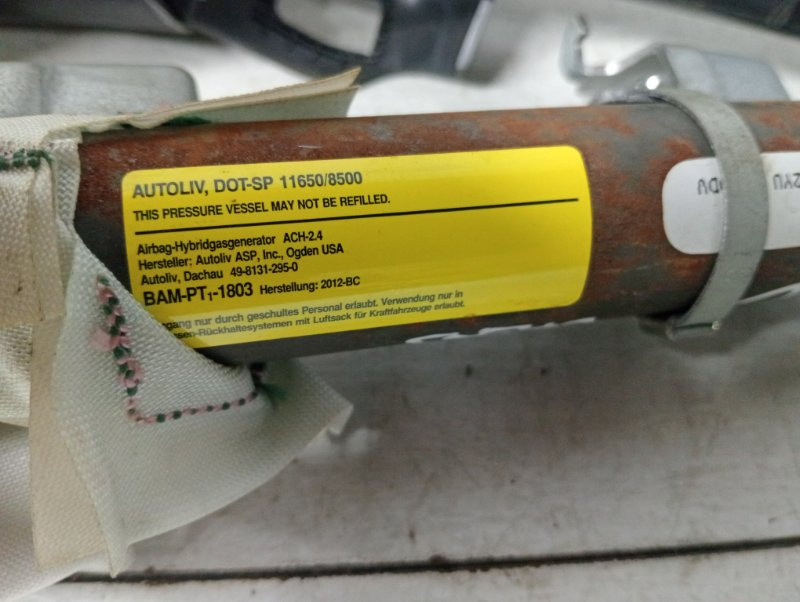 AUTOLIV, DOT-SP 11650/8500
THIS PRESSURE VESSEL MAY NOT BE REFILLED.
Airbag-Hybridgasgenerator ACH-2.4
Hersteller: Autoliv ASP, Inc., Ogden USA
Autoliv, Dachau 49-8131-295-0
BAM-PT₁-1803 Herstellung: 2012-BC
nur durch geschultes Personal erlaubt. Verwendung nur in
mit Luftsack für Kraftfahrzeuge erlaubt.